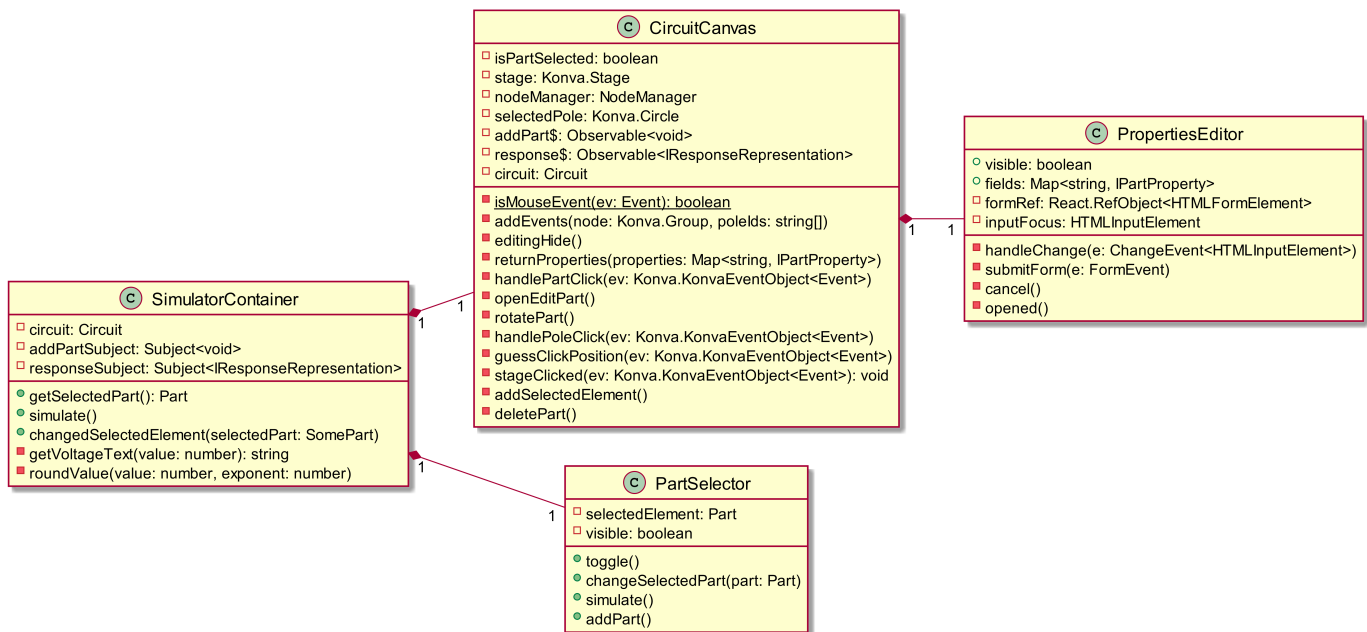 C CircuitCanvas
isPartSelected: boolean
stage: Konva.Stage
nodeManager: NodeManager
selectedPole: Konva.Circle
addPart$: Observable<void>
response$: Observable<IResponseRepresentation>
circuit: Circuit
isMouseEvent(ev: Event): boolean
addEvents(node: Konva.Group, poleIds: string[])
editingHide()
returnProperties(properties: Map<string, IPartProperty>)
handlePartClick(ev: Konva.KonvaEventObject<Event>)
openEditPart()
rotatePart()
handlePoleClick(ev: Konva.KonvaEventObject<Event>)
guessClickPosition(ev: Konva.KonvaEventObject<Event>)
stageClicked(ev: Konva.KonvaEventObject<Event>): void
addSelectedElement()
deletePart()
1
1
C PropertiesEditor
visible: boolean
fields: Map<string, IPartProperty>
formRef: React.RefObject<HTMLFormElement>
inputFocus: HTMLInputElement
handleChange(e: ChangeEvent<HTMLInputElement>)
submitForm(e: FormEvent)
cancel()
opened()
C SimulatorContainer
circuit: Circuit
addPartSubject: Subject<void>
responseSubject: Subject<IResponseRepresentation>
getSelectedPart(): Part
simulate()
changedSelectedElement(selectedPart: SomePart)
getVoltageText(value: number): string
roundValue(value: number, exponent: number)
1
1
1
1
C PartSelector
selectedElement: Part
visible: boolean
toggle()
changeSelectedPart(part: Part)
simulate()
addPart()